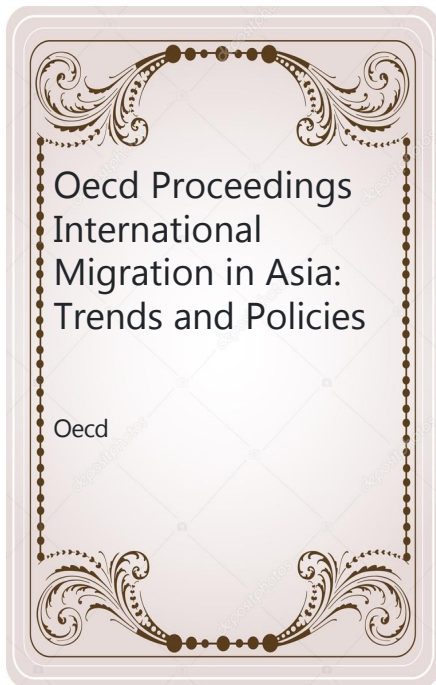 Oecd Proceedings
International
Migration in Asia:
Trends and Policies
Oecd